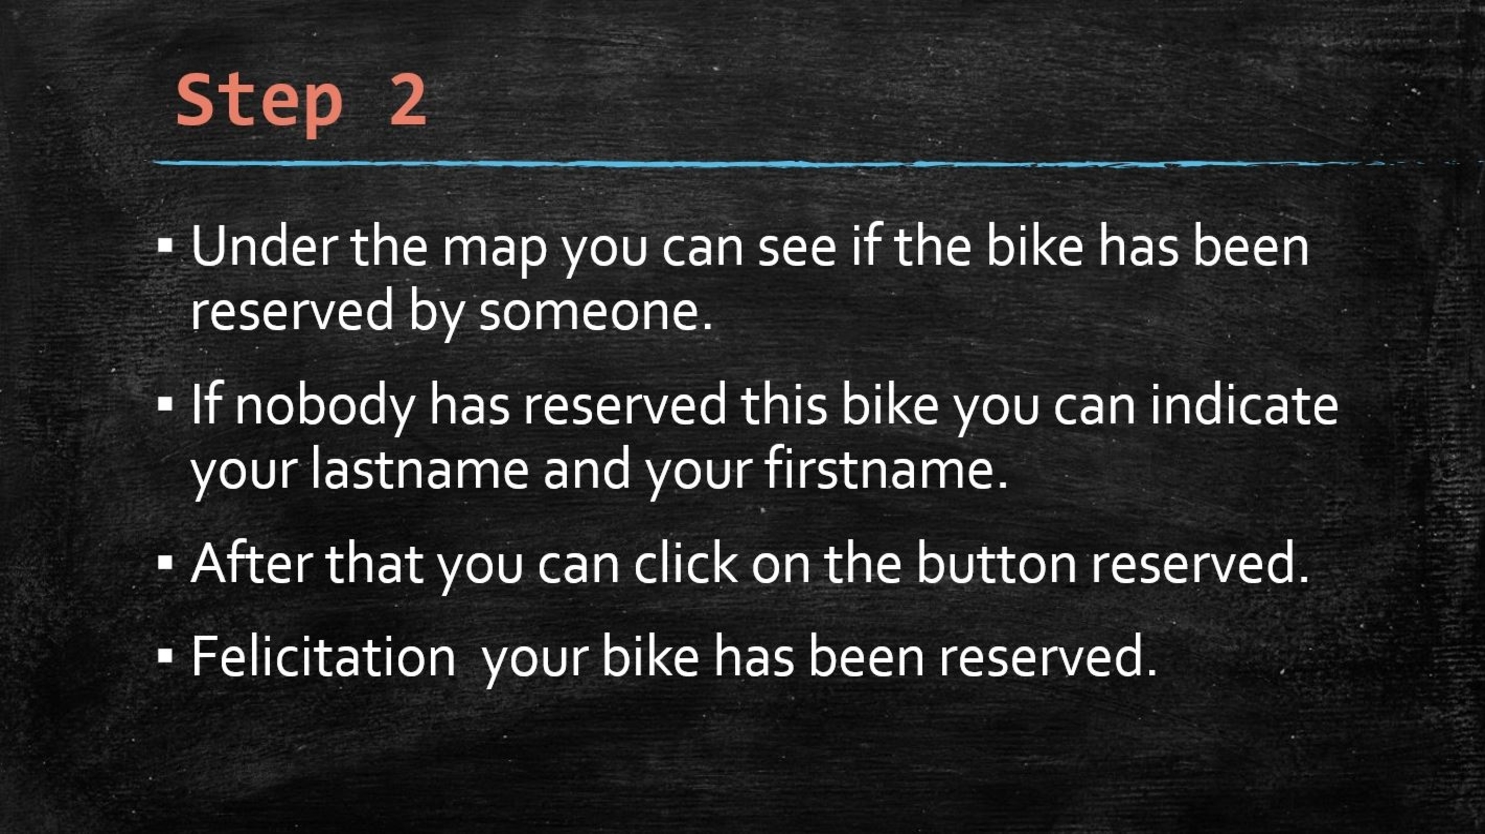 Step 2
▪ Under the map you can see if the bike has been
reserved by someone.
▪ If nobody has reserved this bike you can indicate
your lastname and your firstname.
▪ After that you can click on the button reserved.
▪ Felicitation  your bike has been reserved.